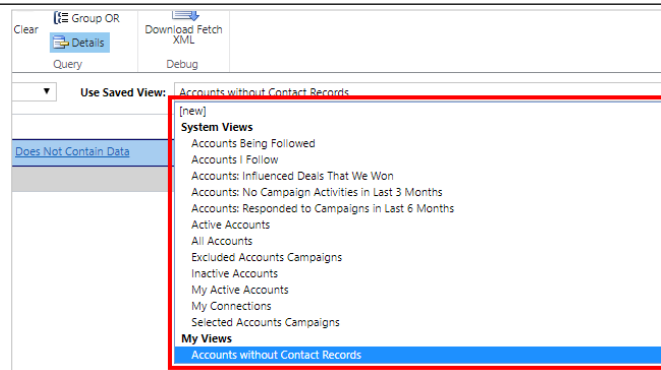 Group OR
Clear
Download Fetch
XML
Details
Query
Debug
Use Saved View:
Accounts without Contact Records
[new]
System Views
Accounts Being Followed
Does Not Contain Data
Accounts I Follow
Accounts: Influenced Deals That We Won
Accounts: No Campaign Activities in Last 3 Months
Accounts: Responded to Campaigns in Last 6 Months
Active Accounts
All Accounts
Excluded Accounts Campaigns
Inactive Accounts
My Active Accounts
My Connections
Selected Accounts Campaigns
My Views
Accounts without Contact Records